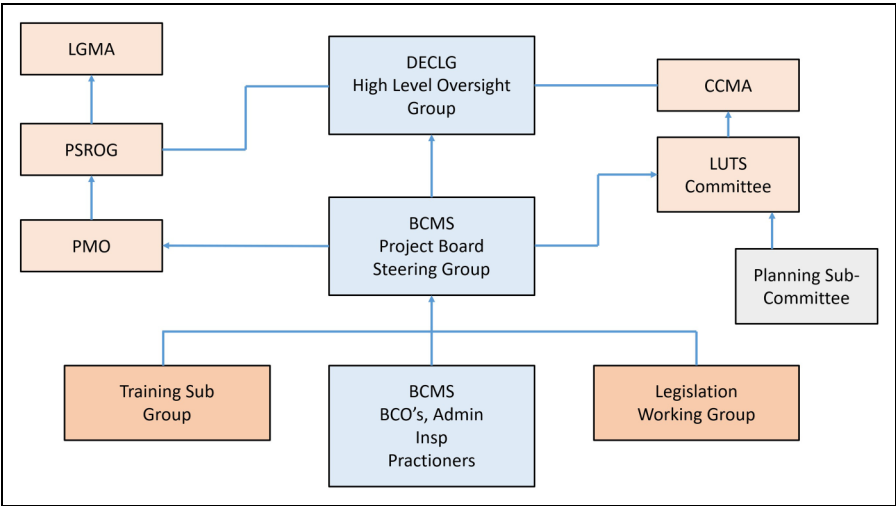 LGMA
DECLG
High Level Oversight
Group
CCMA
PSROG
LUTS
Committee
BCMS
Project Board
Steering Group
PMO
Planning Sub-
Committee
Training Sub
Group
BCMS
BCO's, Admin
Insp
Practioners
Legislation
Working Group